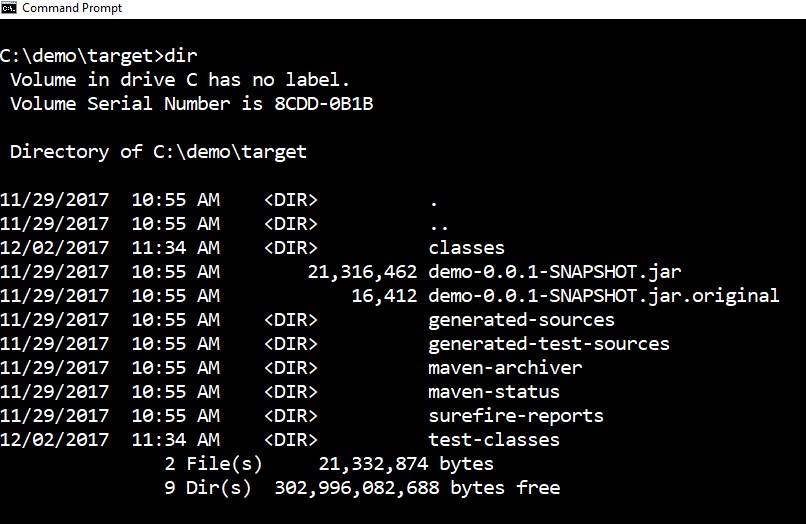 Command Prompt
C:\demo\target>dir
Volume in drive C has no label.
Volume Serial Number is 8CDD-0B1B
Directory of C:\demo\target
11/29/2017 10:55 AM <DIR> .
11/29/2017 10:55 AM <DIR> ..
12/02/2017 11:34 AM <DIR> classes
11/29/2017 10:55 AM 21,316,462 demo-0.0.1-SNAPSHOT.jar
11/29/2017 10:55 AM 16,412 demo-0.0.1-SNAPSHOT.jar.original
11/29/2017 10:55 AM <DIR> generated-sources
11/29/2017 10:55 AM <DIR> generated-test-sources
11/29/2017 10:55 AM <DIR> maven-archiver
11/29/2017 10:55 AM <DIR> maven-status
11/29/2017 10:55 AM <DIR> surefire-reports
12/02/2017 11:34 AM <DIR> test-classes
2 File(s) 21,332,874 bytes
9 Dir(s) 302,996,082,688 bytes free